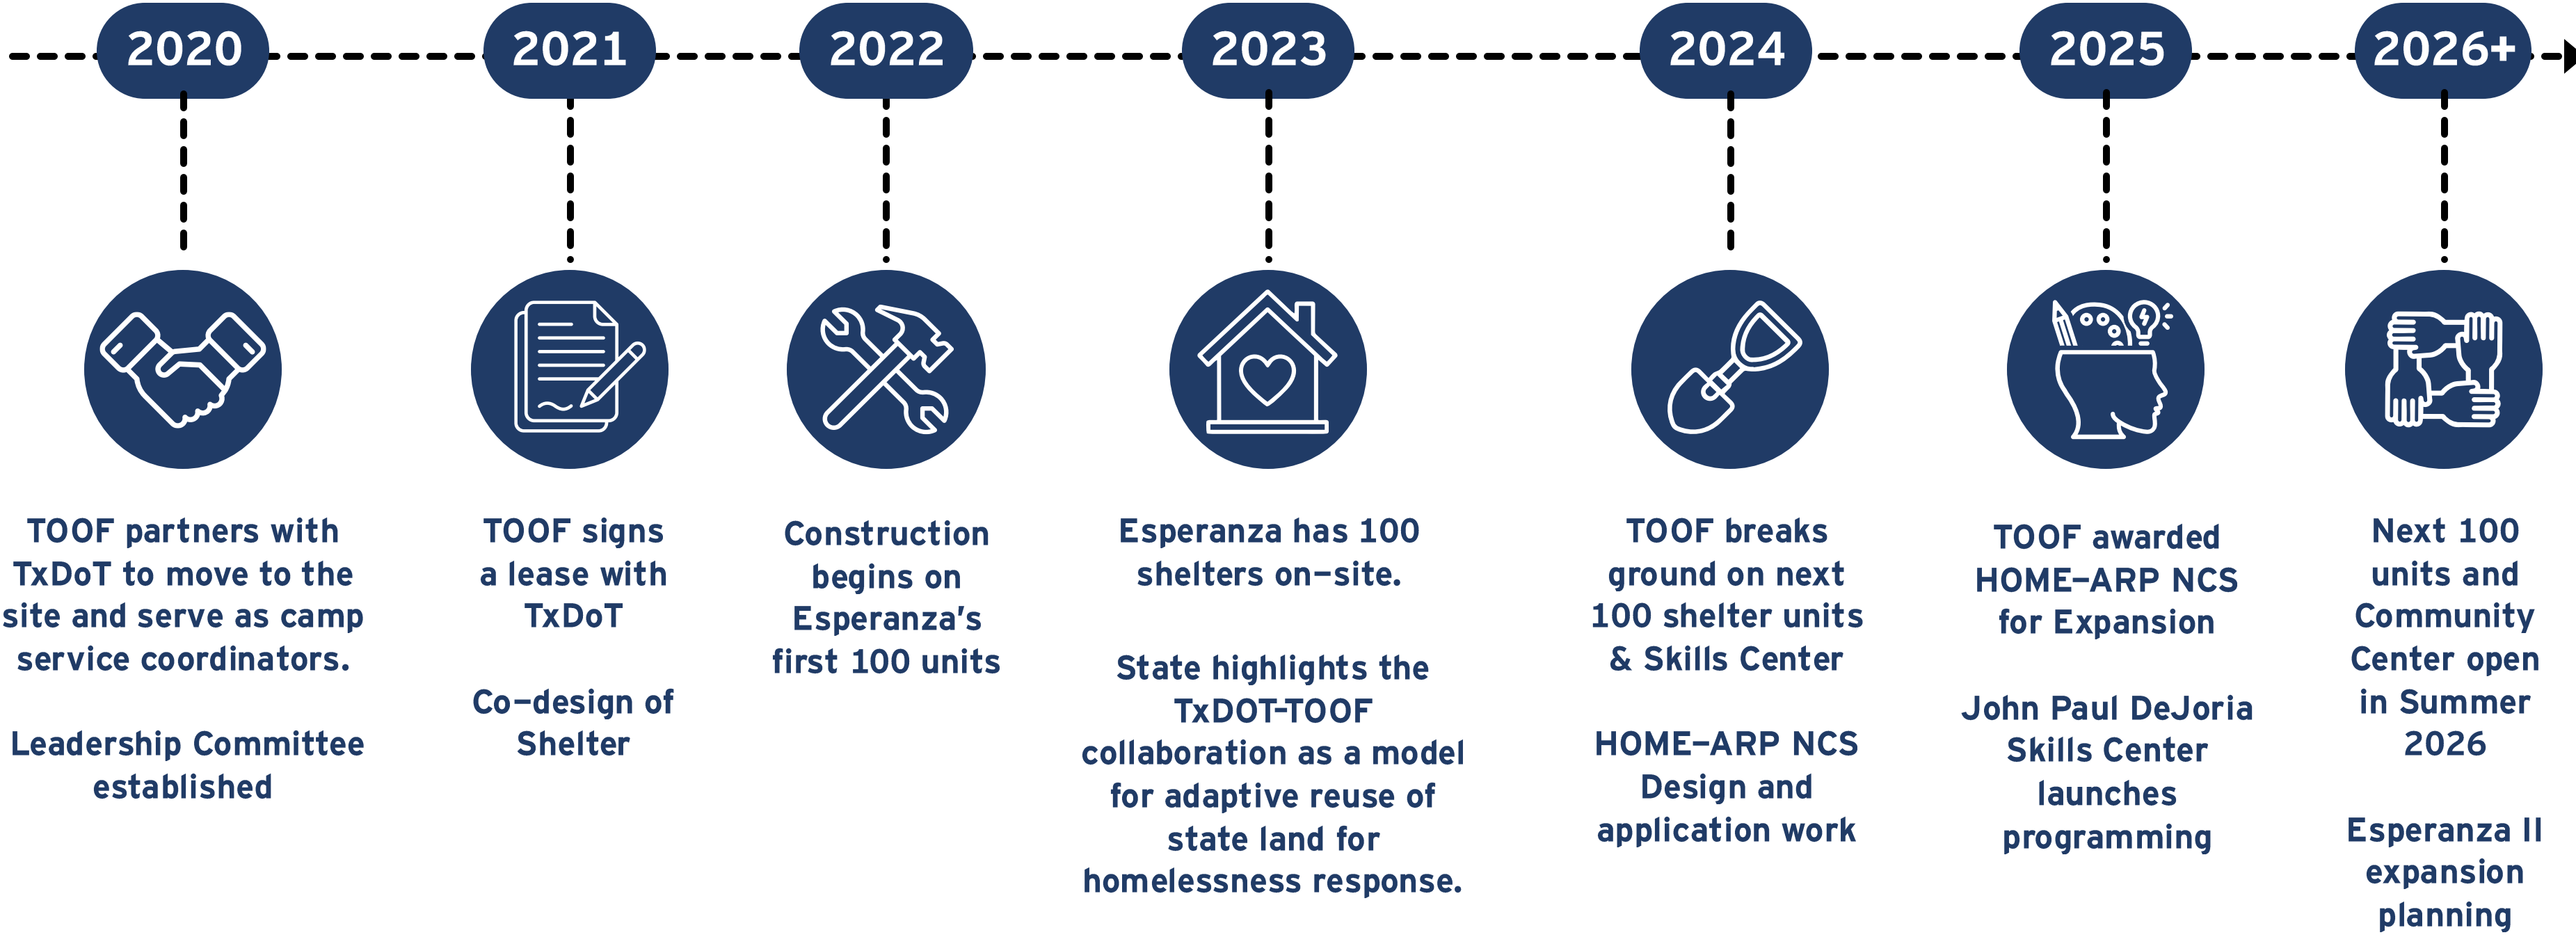 2020
2021
2022
2023
2024
2025
2026+
TOOF partners with
TxDoT to move to the
site and serve as camp
service coordinators.
Leadership Committee
established
TOOF signs
a lease with
TxDoT
Co-design of
Shelter
Construction
begins on
Esperanza's
first 100 units
Esperanza has 100
shelters on-site.
State highlights the
TxDOT-TOOF
collaboration as a model
for adaptive reuse of
state land for
homelessness response.
TOOF breaks
ground on next
100 shelter units
& Skills Center
HOME-ARP NCS
Design and
application work
TOOF awarded
HOME-ARP NCS
for Expansion
John Paul DeJoria
Skills Center
launches
programming
Next 100
units and
Community
Center open
in Summer
2026
Esperanza II
expansion
planning